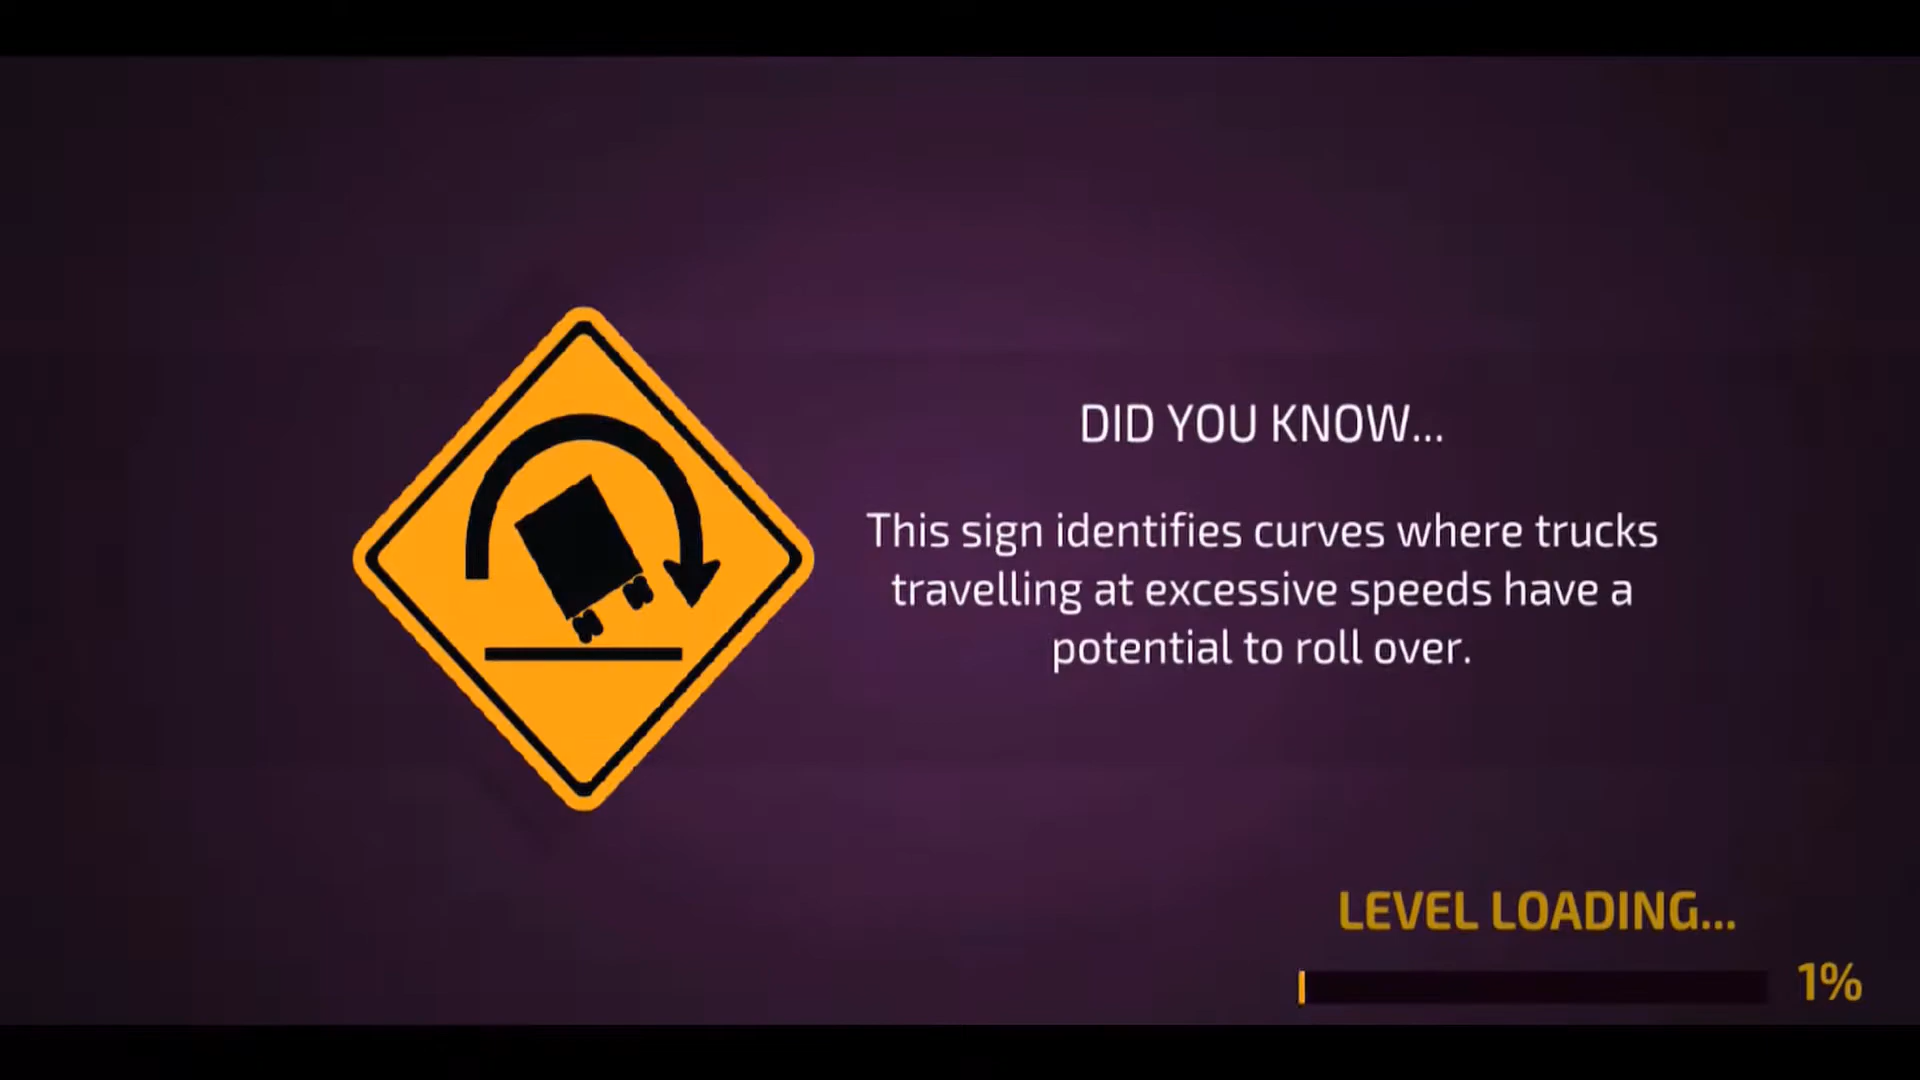 DID YOU KNOW...
This sign identifies curves where trucks
travelling at excessive speeds have a
potential to roll over.
LEVEL LOADING...
1%